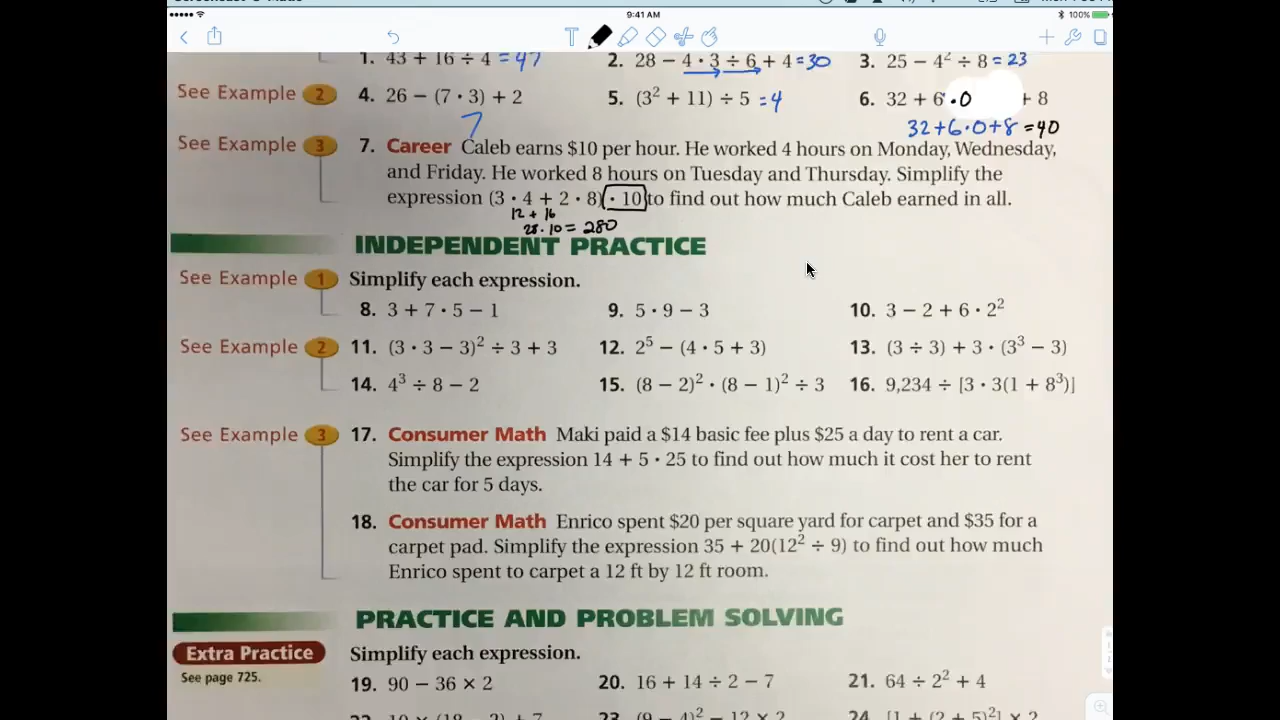 9:41 AM
100%
1. 43 + 16 ÷ 4 = 47
2. 28 − 4 · 3 ÷ 6 + 4 = 30
3. 25 − 4² ÷ 8 = 23
See Example 2
4. 26 − (7 · 3) + 2
7
5. (3² + 11) ÷ 5 = 4
6. 32 + 6 · 0 + 8
32+6·0+8 = 40
See Example 3
7. Career Caleb earns $10 per hour. He worked 4 hours on Monday, Wednesday,
and Friday. He worked 8 hours on Tuesday and Thursday. Simplify the
expression (3 · 4 + 2 · 8) · 10 to find out how much Caleb earned in all.
12 + 16
28 · 10 = 280
INDEPENDENT PRACTICE
See Example 1
Simplify each expression.
8. 3 + 7 · 5 − 1
9. 5 · 9 − 3
10. 3 − 2 + 6 · 2²
See Example 2
11. (3 · 3 − 3)² ÷ 3 + 3
12. 2⁵ − (4 · 5 + 3)
13. (3 ÷ 3) + 3 · (3³ − 3)
14. 4³ ÷ 8 − 2
15. (8 − 2)² · (8 − 1)² ÷ 3
16. 9,234 ÷ [3 · 3(1 + 8³)]
See Example 3
17. Consumer Math Maki paid a $14 basic fee plus $25 a day to rent a car.
Simplify the expression 14 + 5 · 25 to find out how much it cost her to rent
the car for 5 days.
18. Consumer Math Enrico spent $20 per square yard for carpet and $35 for a
carpet pad. Simplify the expression 35 + 20(12² ÷ 9) to find out how much
Enrico spent to carpet a 12 ft by 12 ft room.
PRACTICE AND PROBLEM SOLVING
Extra Practice
See page 725.
Simplify each expression.
19. 90 − 36 × 2
20. 16 + 14 ÷ 2 − 7
21. 64 ÷ 2² + 4